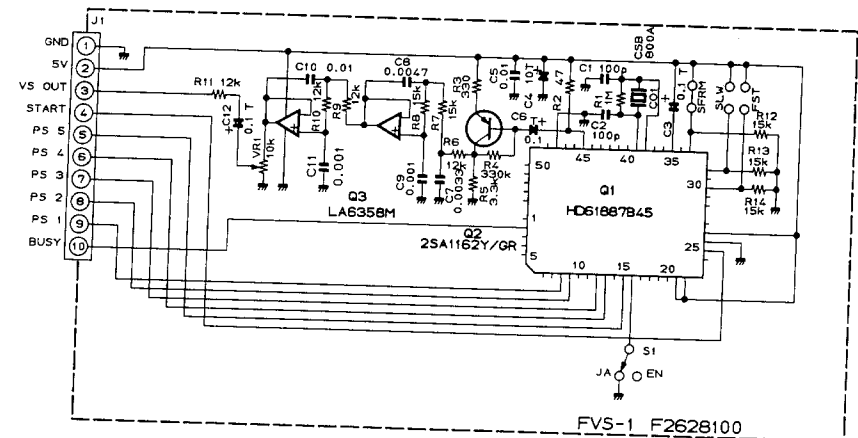 J1
GND 1
5V 2
VS OUT 3
START 4
PS 5 5
PS 4 6
PS 3 7
PS 2 8
PS 1 9
BUSY 10
R11 12k
C12 0.1 T
VR1 10k
C10 0.01
R10 12k
R9 12k
C11 0.001
C8 0.0047
R8 15k
R7 15k
C9 0.001
C7 0.0033
R6 12k
R5 3.3k
R4 330k
R3 330
C5 0.01
C4 10 T
C6 0.1 T
R2 47
C1 100p
R1 1M
C2 100p
CSB 800A
CO1
C3 0.1 T
SFRM
SLW
FST
R12 15k
R13 15k
R14 15k
Q3
LA6358M
Q2
2SA1162Y/GR
Q1
HD61887B45
50
45
40
35
30
25
20
15
10
5
1
S1
JA
EN
FVS-1 F2628100